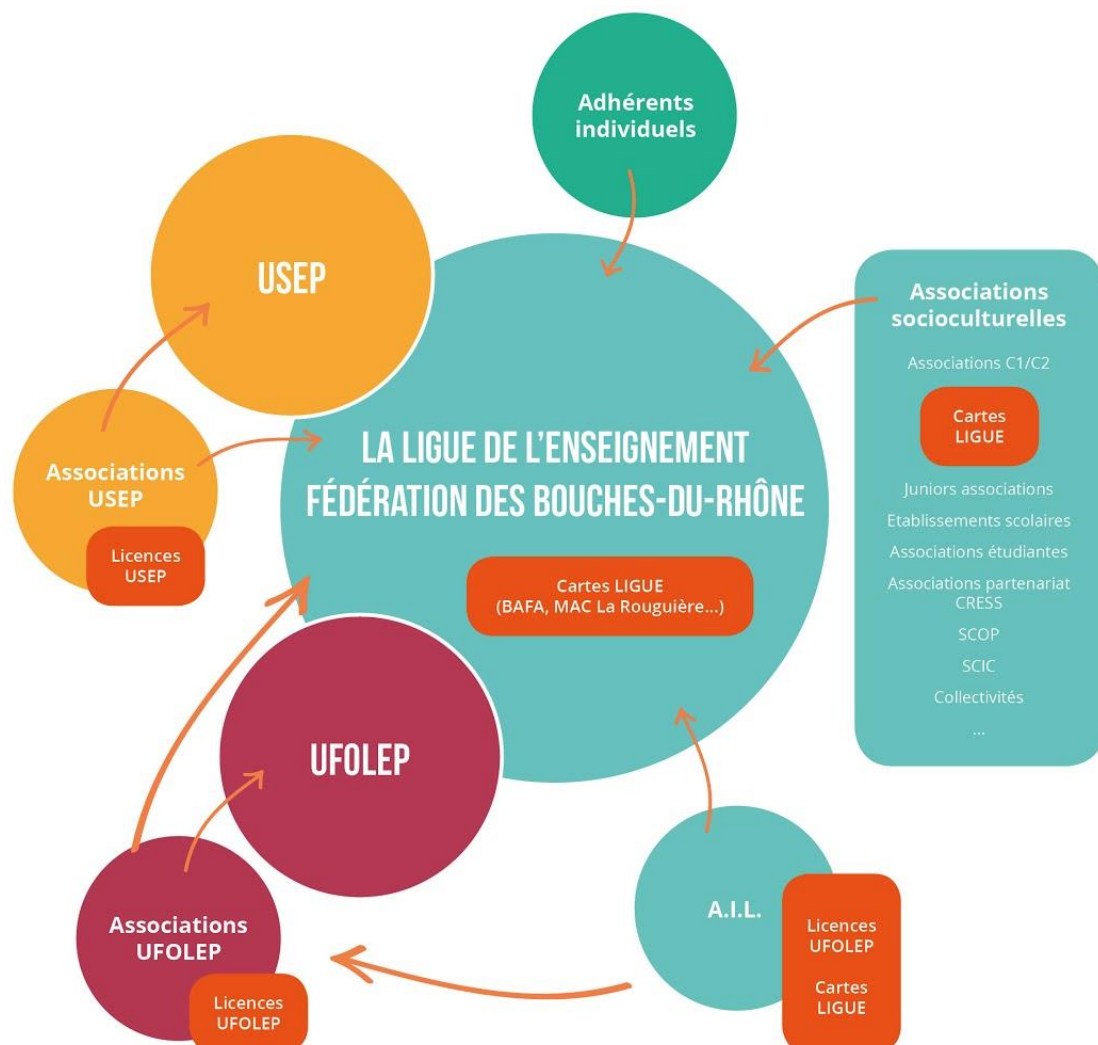 Adhérents
individuels
USEP
Associations
socioculturelles
Associations C1/C2
Cartes
LIGUE
Juniors associations
Etablissements scolaires
Associations étudiantes
Associations partenariat
CRESS
SCOP
SCIC
Collectivités
...
LA LIGUE DE L'ENSEIGNEMENT
FÉDÉRATION DES BOUCHES-DU-RHÔNE
Cartes LIGUE
(BAFA, MAC La Rouguière...)
Associations
USEP
Licences
USEP
UFOLEP
Associations
UFOLEP
Licences
UFOLEP
A.I.L.
Licences
UFOLEP
Cartes
LIGUE